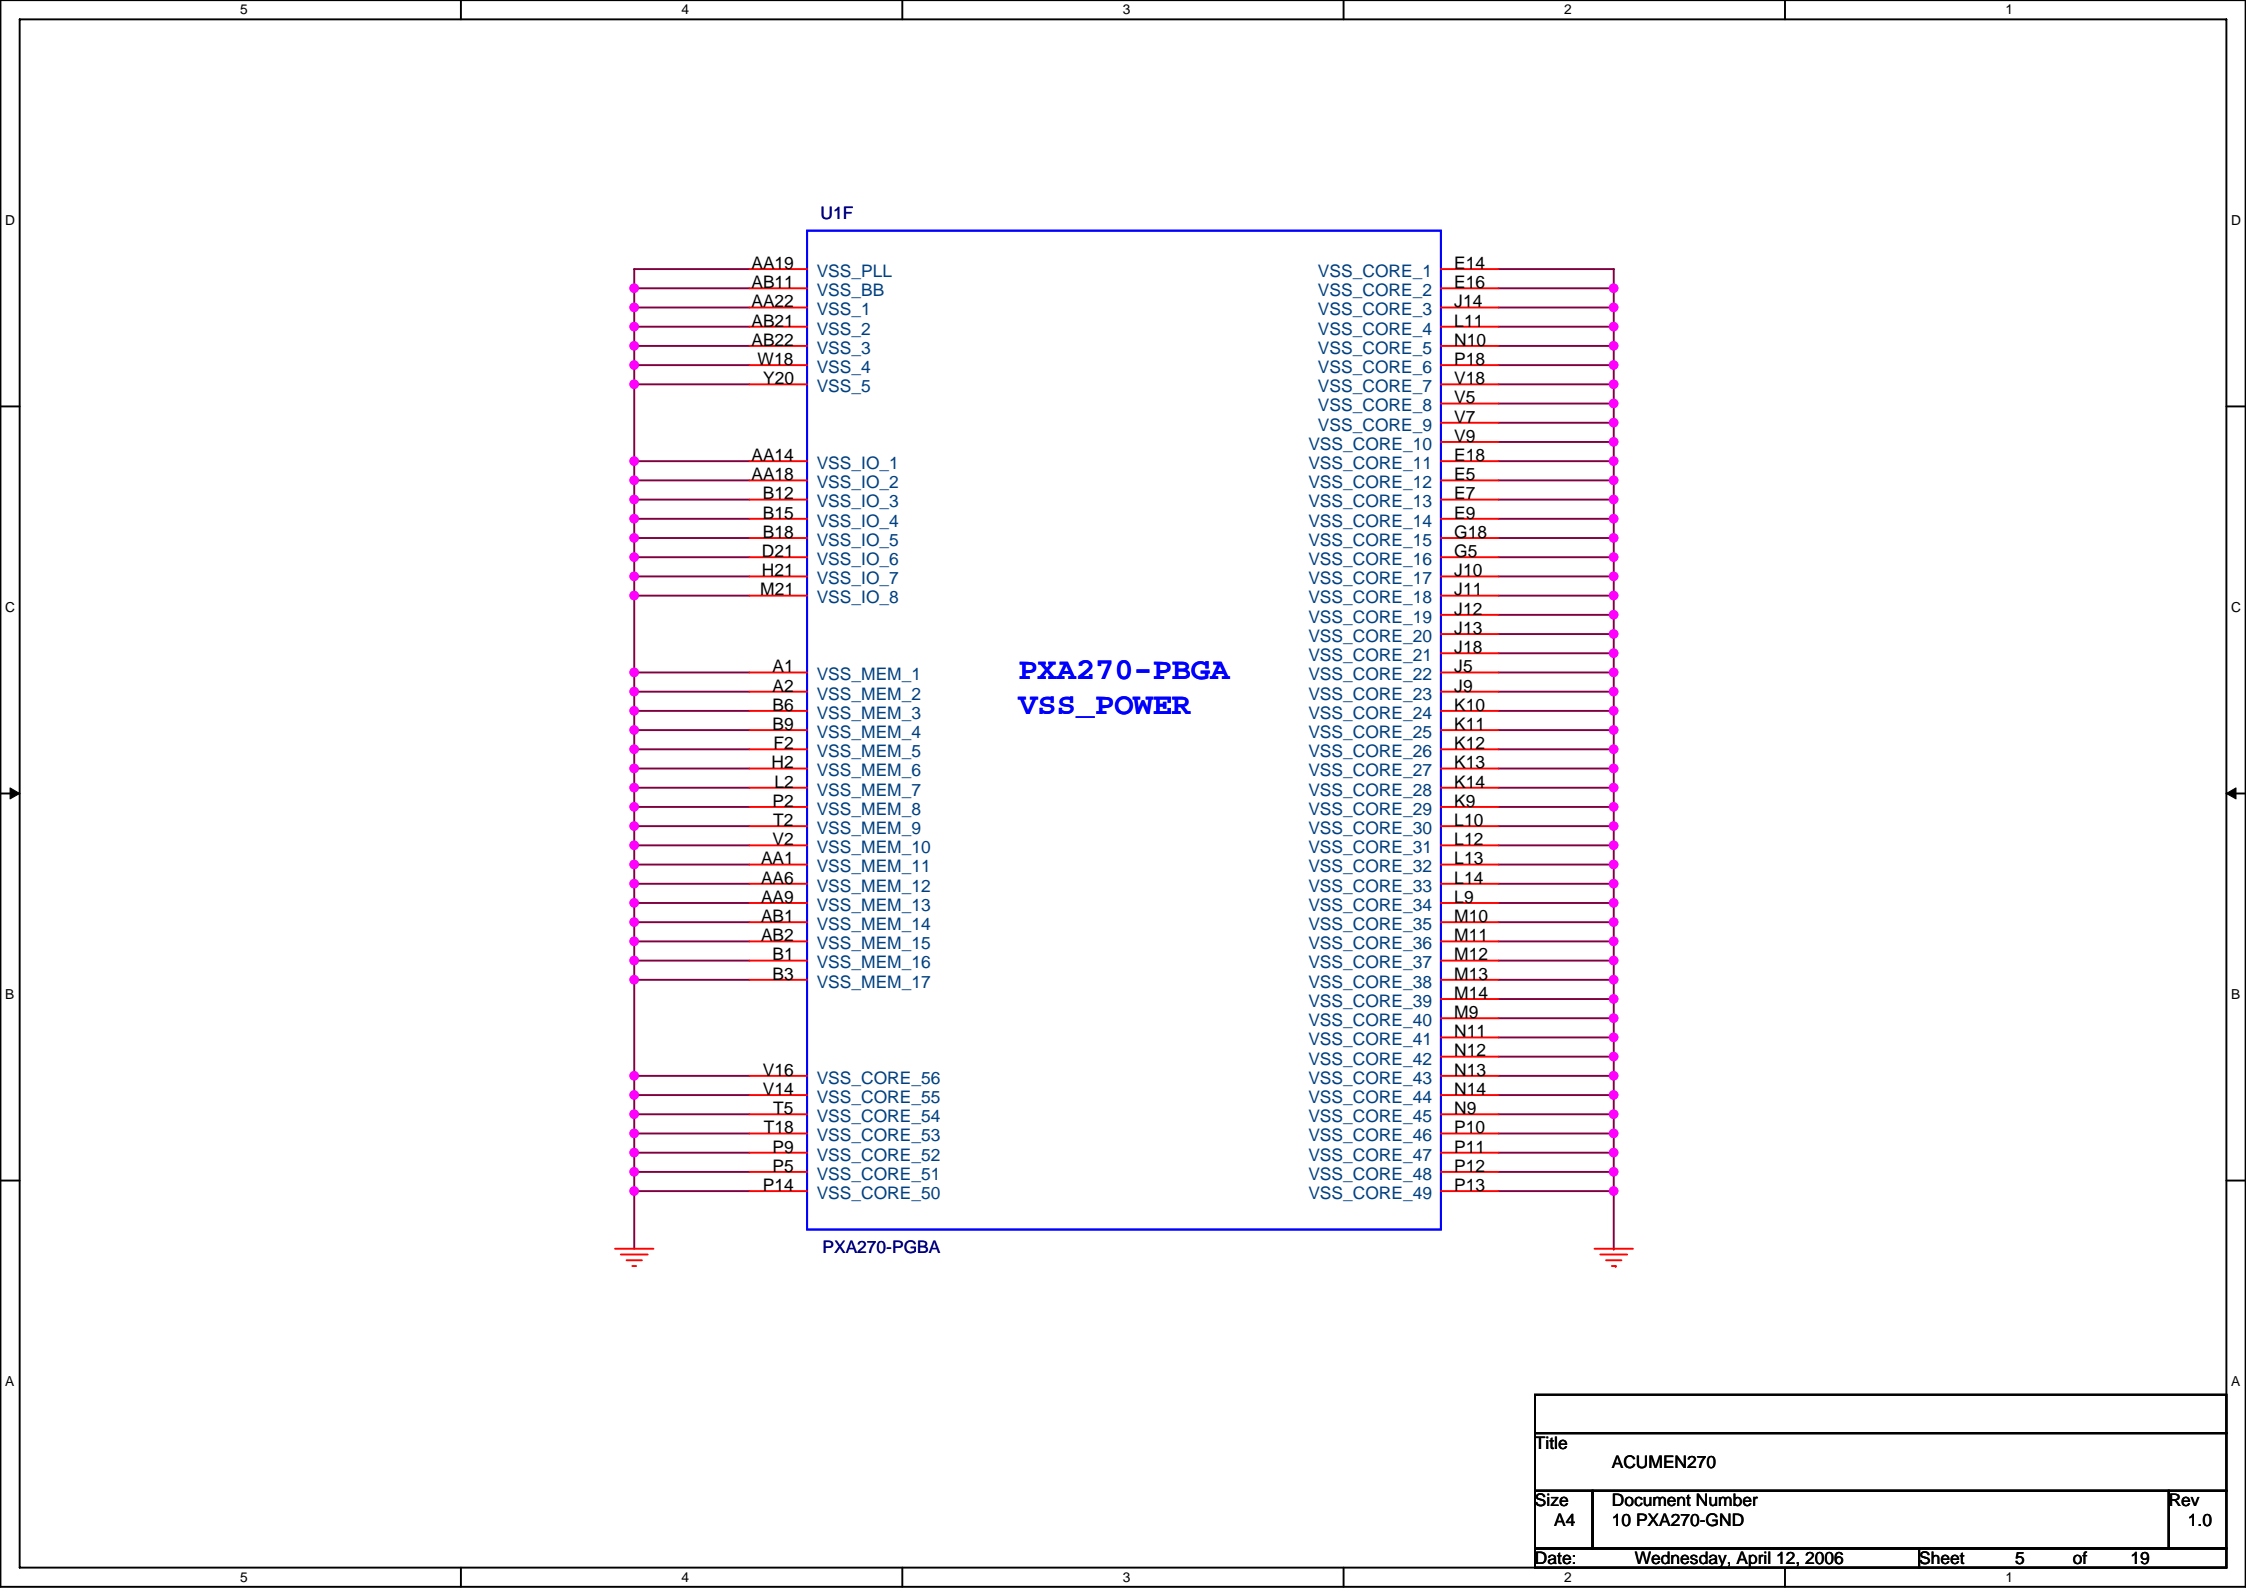 5 4 3 2 1
D D
U1F
AA19 VSS_PLL VSS_CORE_1 E14
AB11 VSS_BB VSS_CORE_2 E16
AA22 VSS_1 VSS_CORE_3 J14
AB21 VSS_2 VSS_CORE_4 L11
AB22 VSS_3 VSS_CORE_5 N10
W18 VSS_4 VSS_CORE_6 P18
Y20 VSS_5 VSS_CORE_7 V18
VSS_CORE_8 V5
VSS_CORE_9 V7
VSS_CORE_10 V9
AA14 VSS_IO_1 VSS_CORE_11 E18
AA18 VSS_IO_2 VSS_CORE_12 E5
B12 VSS_IO_3 VSS_CORE_13 E7
B15 VSS_IO_4 VSS_CORE_14 E9
B18 VSS_IO_5 VSS_CORE_15 G18
D21 VSS_IO_6 VSS_CORE_16 G5
H21 VSS_IO_7 VSS_CORE_17 J10
M21 VSS_IO_8 VSS_CORE_18 J11
C C
VSS_CORE_19 J12
VSS_CORE_20 J13
VSS_CORE_21 J18
A1 VSS_MEM_1 VSS_CORE_22 J5
PXA270-PBGA
A2 VSS_MEM_2 VSS_CORE_23 J9
VSS_POWER
B6 VSS_MEM_3 VSS_CORE_24 K10
B9 VSS_MEM_4 VSS_CORE_25 K11
F2 VSS_MEM_5 VSS_CORE_26 K12
H2 VSS_MEM_6 VSS_CORE_27 K13
L2 VSS_MEM_7 VSS_CORE_28 K14
P2 VSS_MEM_8 VSS_CORE_29 K9
T2 VSS_MEM_9 VSS_CORE_30 L10
V2 VSS_MEM_10 VSS_CORE_31 L12
AA1 VSS_MEM_11 VSS_CORE_32 L13
AA6 VSS_MEM_12 VSS_CORE_33 L14
AA9 VSS_MEM_13 VSS_CORE_34 L9
AB1 VSS_MEM_14 VSS_CORE_35 M10
AB2 VSS_MEM_15 VSS_CORE_36 M11
B1 VSS_MEM_16 VSS_CORE_37 M12
B3 VSS_MEM_17 VSS_CORE_38 M13
B B
VSS_CORE_39 M14
VSS_CORE_40 M9
VSS_CORE_41 N11
VSS_CORE_42 N12
V16 VSS_CORE_56 VSS_CORE_43 N13
V14 VSS_CORE_55 VSS_CORE_44 N14
T5 VSS_CORE_54 VSS_CORE_45 N9
T18 VSS_CORE_53 VSS_CORE_46 P10
P9 VSS_CORE_52 VSS_CORE_47 P11
P5 VSS_CORE_51 VSS_CORE_48 P12
P14 VSS_CORE_50 VSS_CORE_49 P13
PXA270-PGBA
A A
Title
ACUMEN270
Size Document Number Rev
A4 10 PXA270-GND 1.0
Date: Wednesday, April 12, 2006 Sheet 5 of 19
5 4 3 2 1